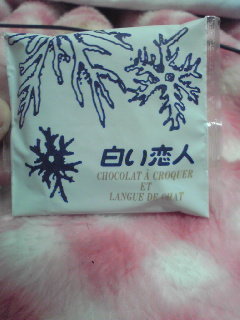 白い恋人
CHOCOLAT À CROQUER
ET
LANGUE DE CHAT